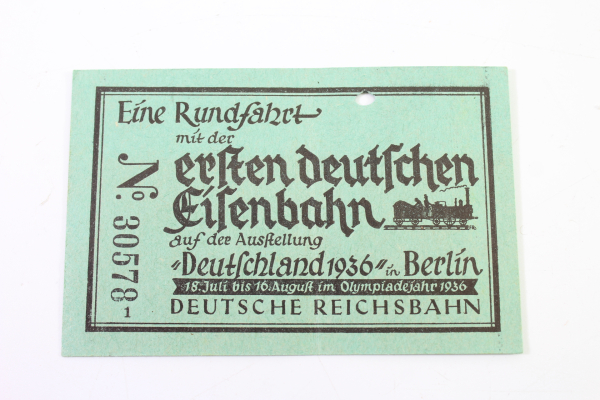 Eine Rundfahrt
mit der
ersten deutschen
Eisenbahn
auf der Ausstellung
"Deutschland 1936" in Berlin
18. Juli bis 16. August im Olympiadejahr 1936
DEUTSCHE REICHSBAHN
No. 30578
1